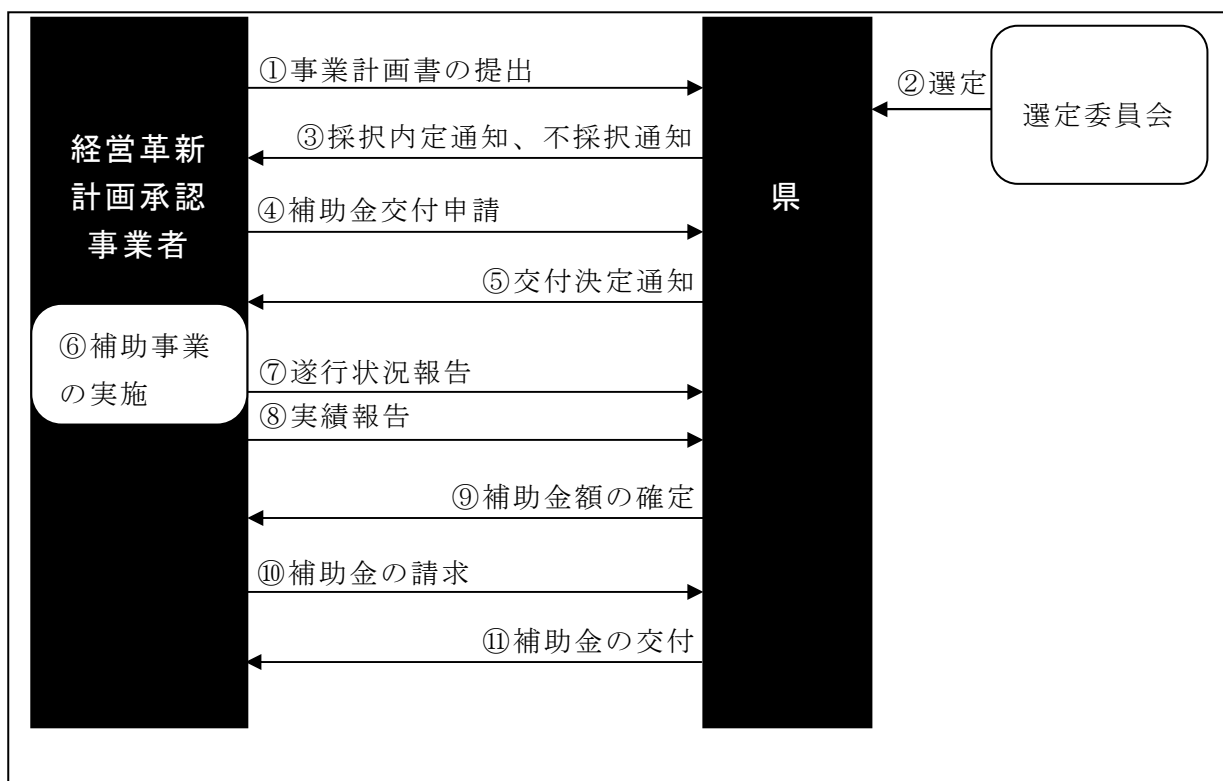 ①事業計画書の提出
②選定
選定委員会
③採択内定通知、不採択通知
経営革新
計画承認
事業者
県
④補助金交付申請
⑤交付決定通知
⑥補助事業
の実施
⑦遂行状況報告
⑧実績報告
⑨補助金額の確定
⑩補助金の請求
⑪補助金の交付